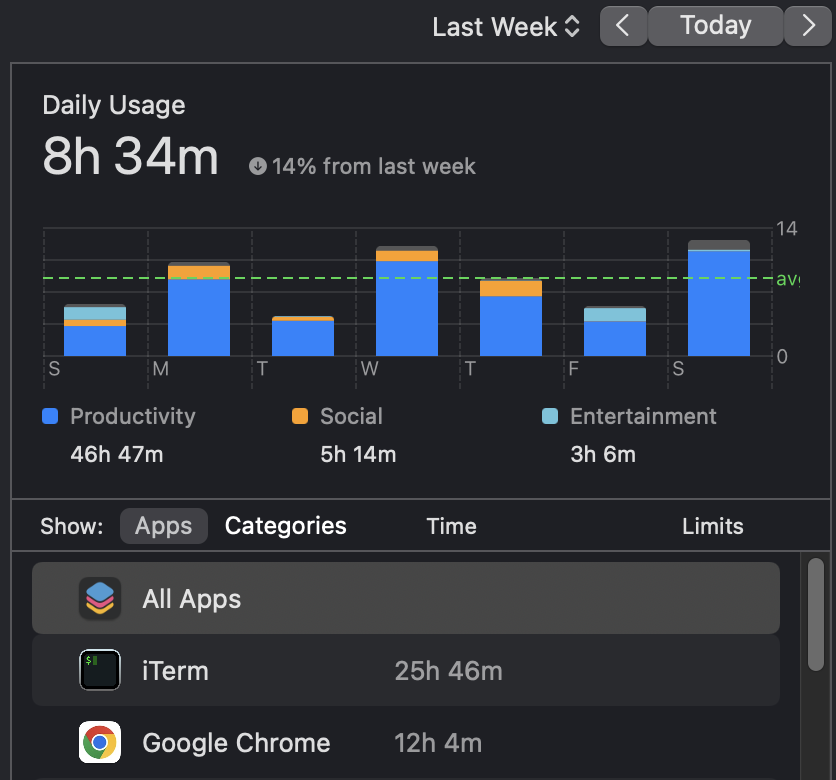 Last Week Today
Daily Usage
8h 34m 14% from last week
14
avg
0
S M T W T F S
Productivity Social Entertainment
46h 47m 5h 14m 3h 6m
Show: Apps Categories Time Limits
All Apps
$
iTerm 25h 46m
Google Chrome 12h 4m